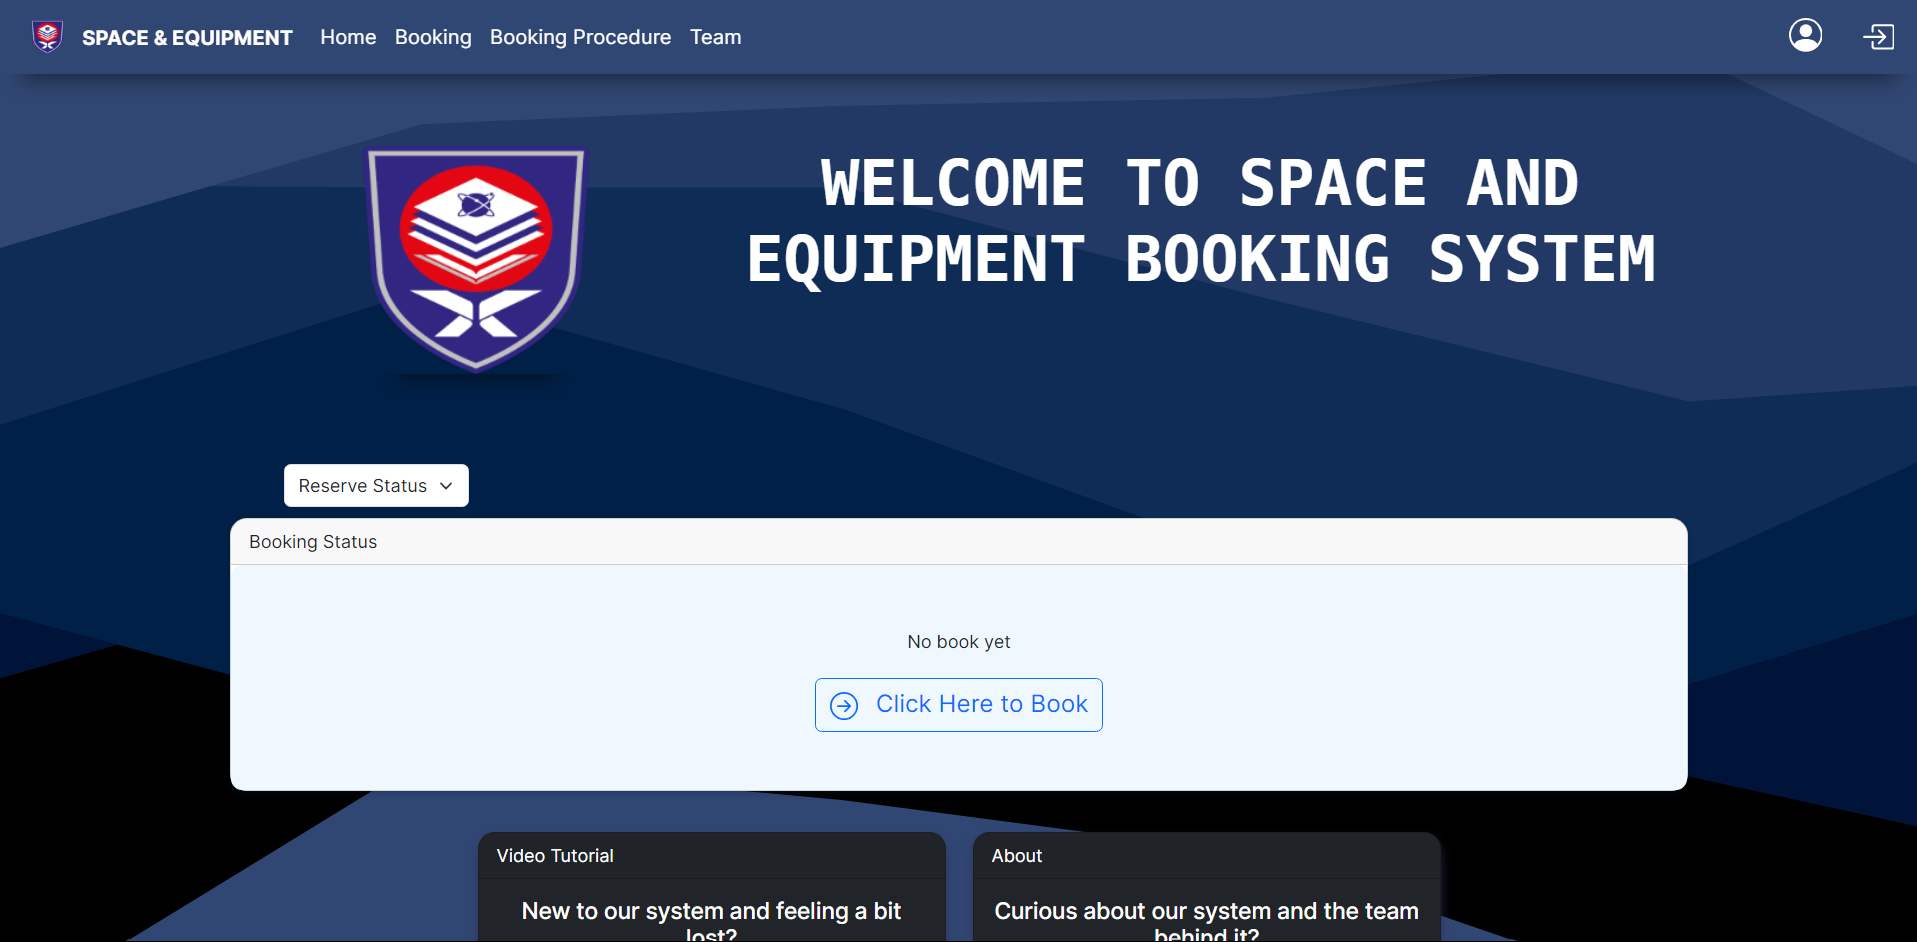 SPACE & EQUIPMENT Home Booking Booking Procedure Team
WELCOME TO SPACE AND
EQUIPMENT BOOKING SYSTEM
Reserve Status
Booking Status
No book yet
Click Here to Book
Video Tutorial
New to our system and feeling a bit
lost?
About
Curious about our system and the team
behind it?